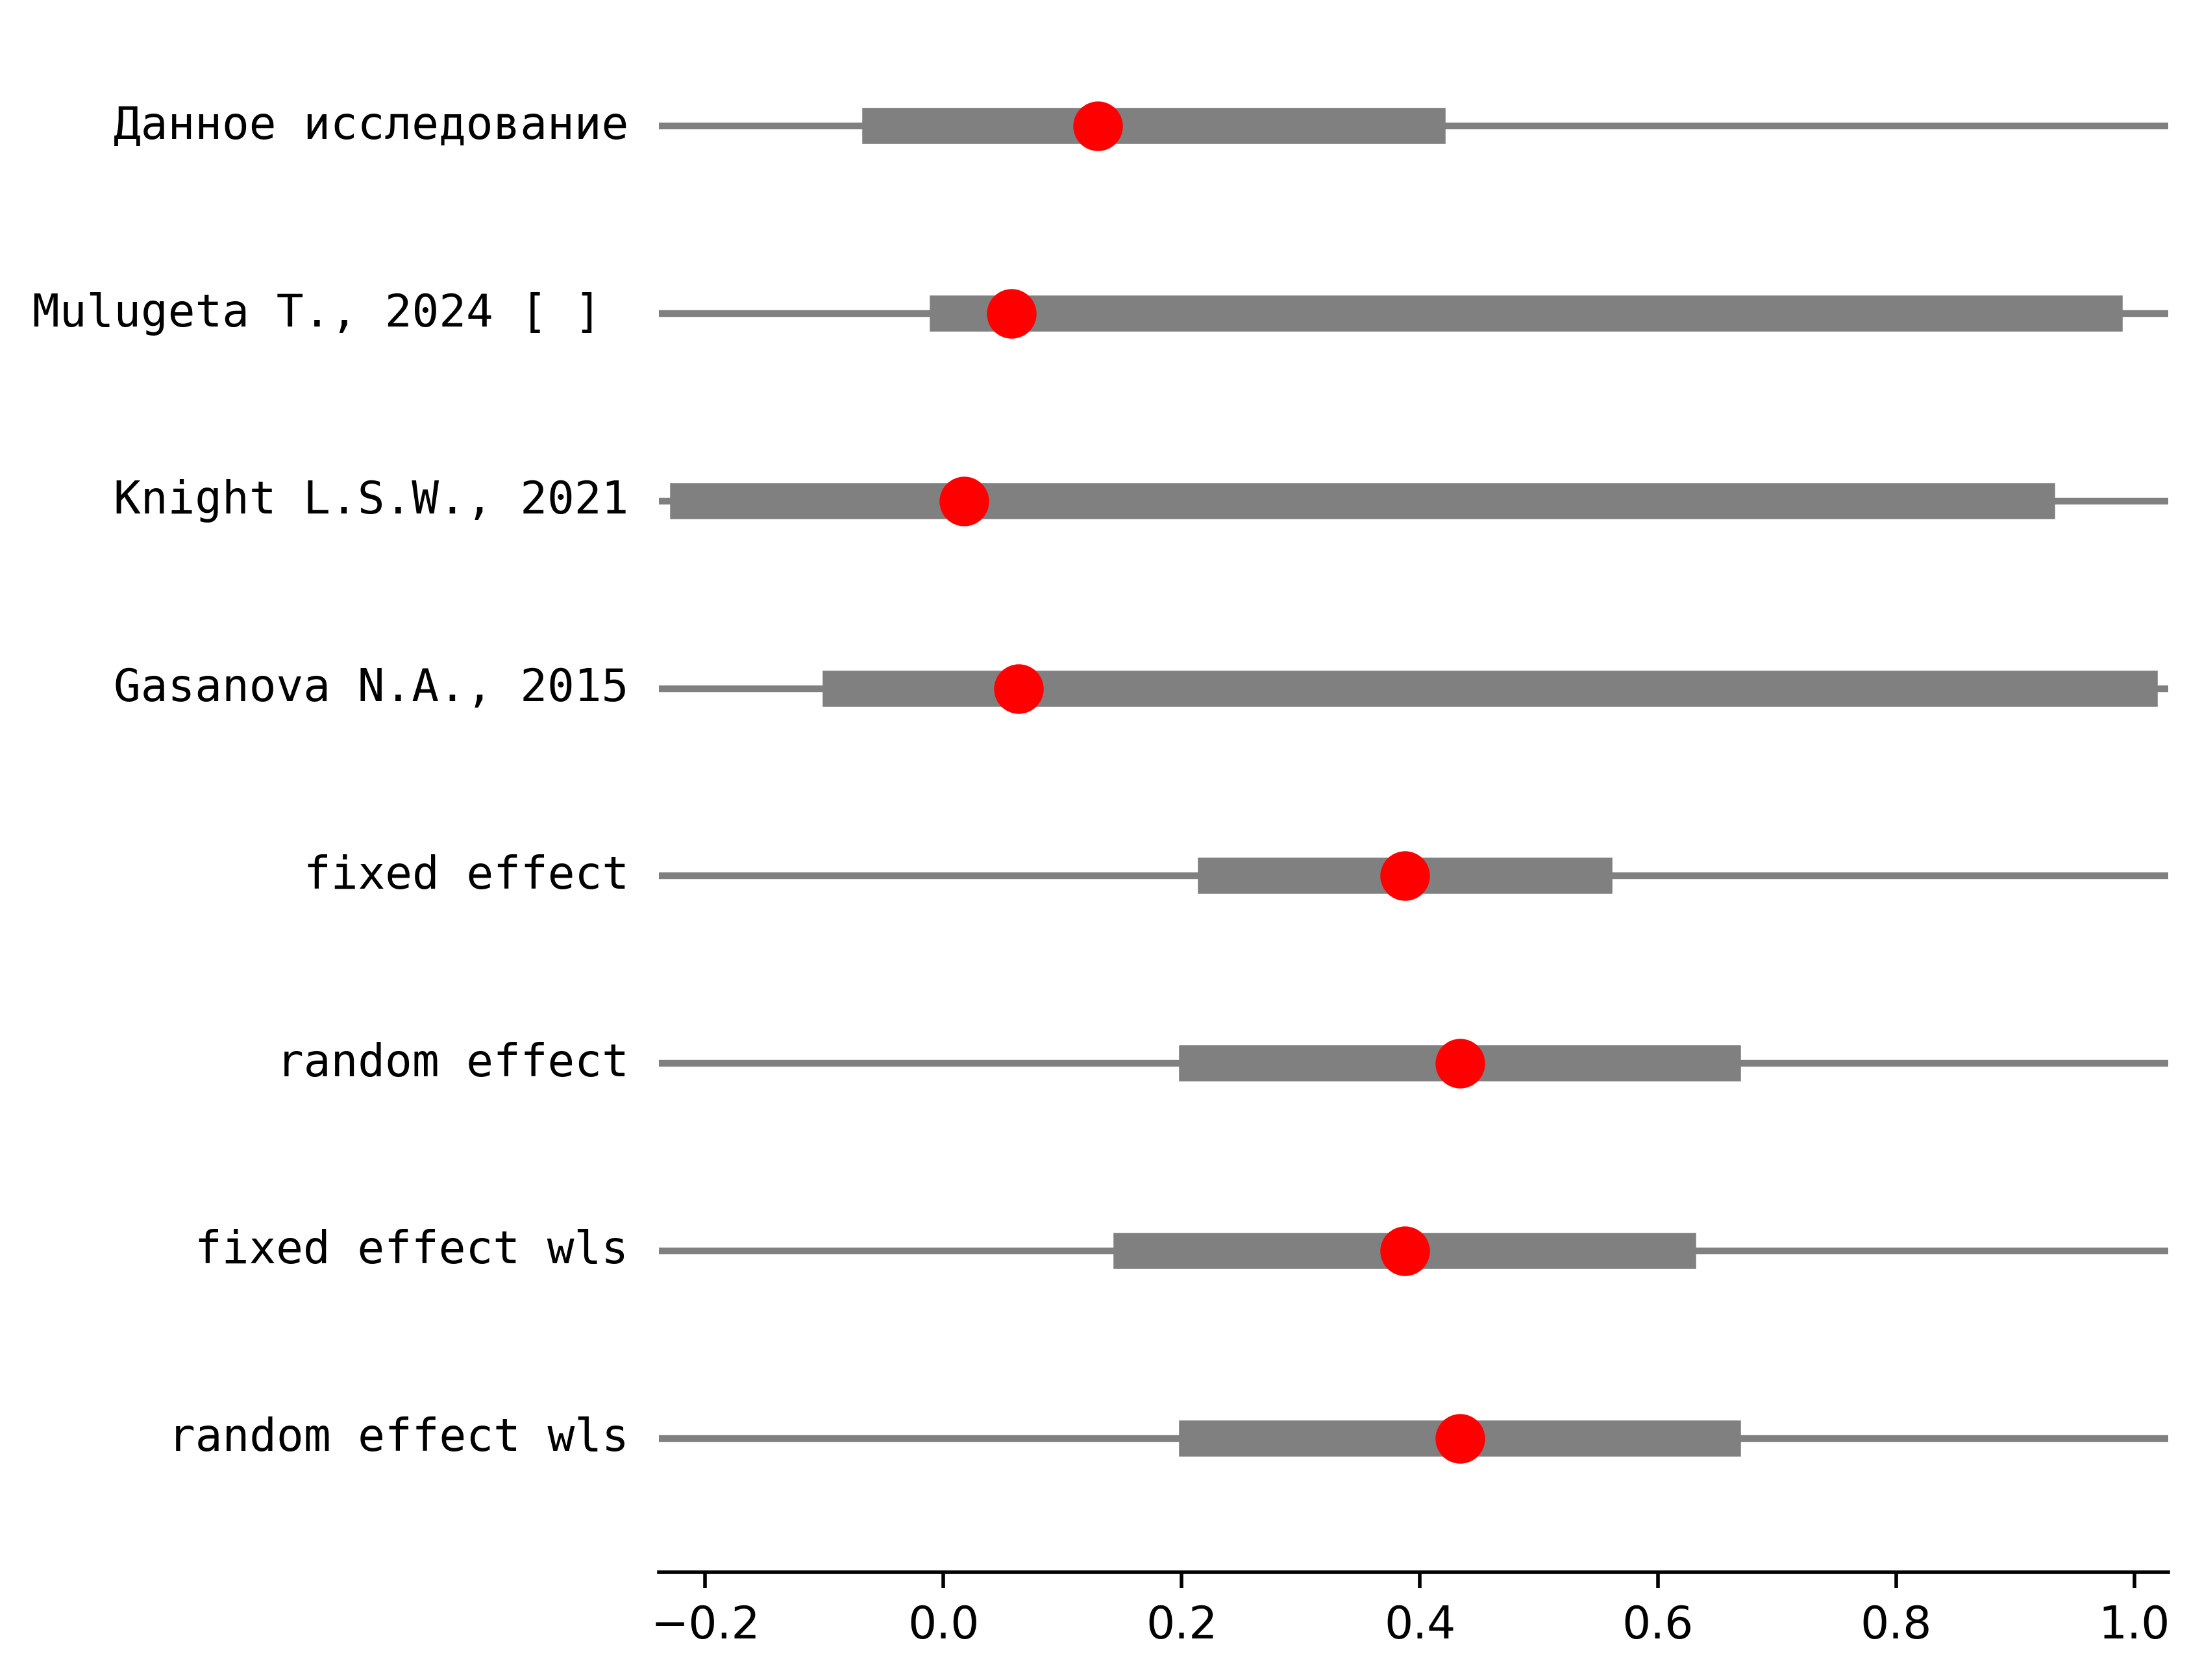 Данное исследование
Mulugeta T., 2024 [ ]
Knight L.S.W., 2021
Gasanova N.A., 2015
fixed effect
random effect
fixed effect wls
random effect wls
−0.2 0.0 0.2 0.4 0.6 0.8 1.0